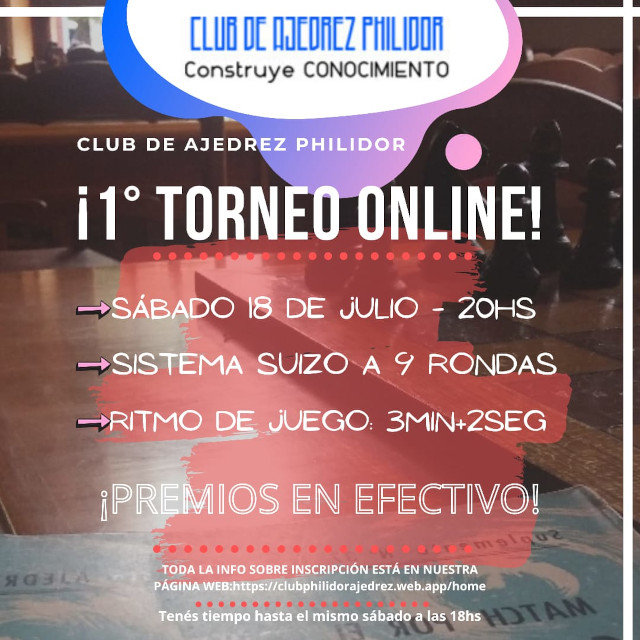 CLUB DE AJEDREZ PHILIDOR
Construye CONOCIMIENTO
CLUB DE AJEDREZ PHILIDOR
¡1° TORNEO ONLINE!
SÁBADO 18 DE JULIO - 20HS
SISTEMA SUIZO A 9 RONDAS
RITMO DE JUEGO: 3MIN+2SEG
¡PREMIOS EN EFECTIVO!
TODA LA INFO SOBRE INSCRIPCIÓN ESTÁ EN NUESTRA
PÁGINA WEB:https://clubphilidorajedrez.web.app/home
Tenés tiempo hasta el mismo sábado a las 18hs
MATCH FOR